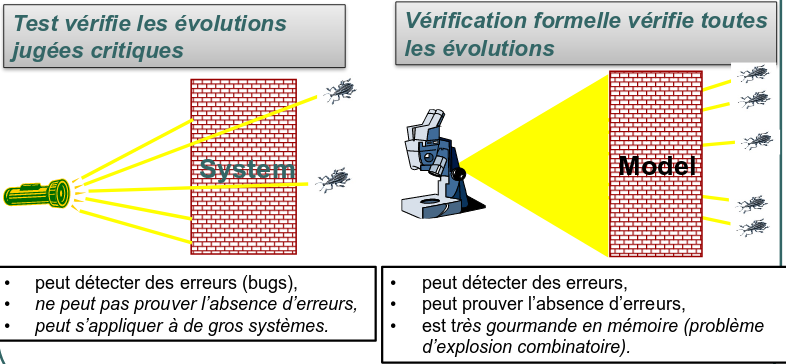 Test vérifie les évolutions
jugées critiques
Vérification formelle vérifie toutes
les évolutions
System
Model
• peut détecter des erreurs (bugs),
• ne peut pas prouver l'absence d'erreurs,
• peut s'appliquer à de gros systèmes.
• peut détecter des erreurs,
• peut prouver l'absence d'erreurs,
• est très gourmande en mémoire (problème
d'explosion combinatoire).